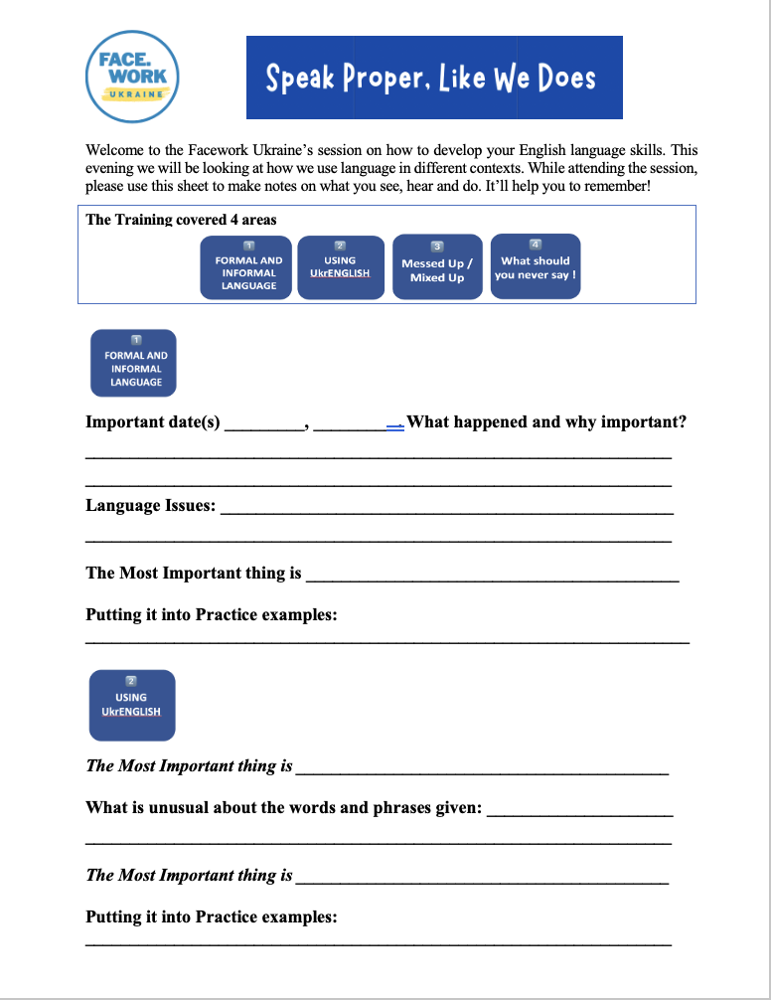 FACE.
WORK
UKRAINE
Speak Proper, Like We Does
Welcome to the Facework Ukraine's session on how to develop your English language skills. This
evening we will be looking at how we use language in different contexts. While attending the session,
please use this sheet to make notes on what you see, hear and do. It'll help you to remember!
The Training covered 4 areas
1
FORMAL AND
INFORMAL
LANGUAGE
2
USING
UkrENGLISH
3
Messed Up /
Mixed Up
4
What should
you never say !
1
FORMAL AND
INFORMAL
LANGUAGE
Important date(s) _________, __________. What happened and why important?
Language Issues: ____________________
The Most Important thing is ____________________
Putting it into Practice examples:
2
USING
UkrENGLISH
The Most Important thing is ____________________
What is unusual about the words and phrases given: ____________________
The Most Important thing is ____________________
Putting it into Practice examples: